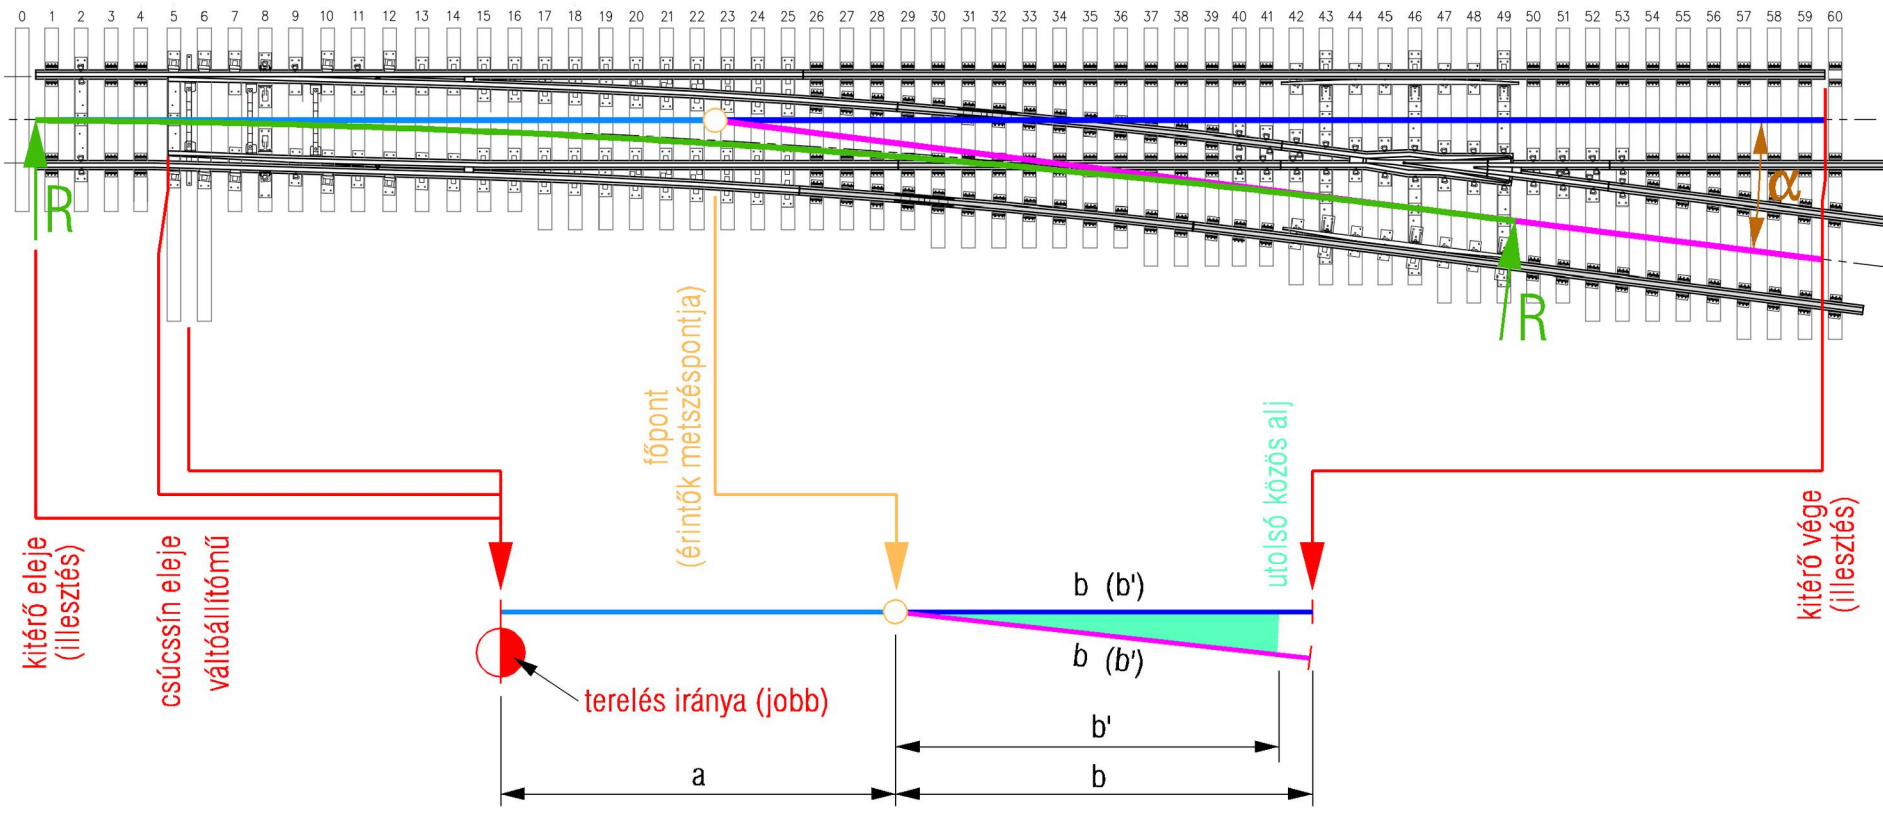 0 1 2 3 4 5 6 7 8 9 10 11 12 13 14 15 16 17 18 19 20 21 22 23 24 25 26 27 28 29 30 31 32 33 34 35 36 37 38 39 40 41 42 43 44 45 46 47 48 49 50 51 52 53 54 55 56 57 58 59 60
R
α
R
főpont
(érintők metszéspontja)
utolsó közös alj
kitérő eleje
(illesztés)
csúcssín eleje
váltóállítómű
kitérő vége
(illesztés)
b (b')
b (b')
terelés iránya (jobb)
b'
a
b